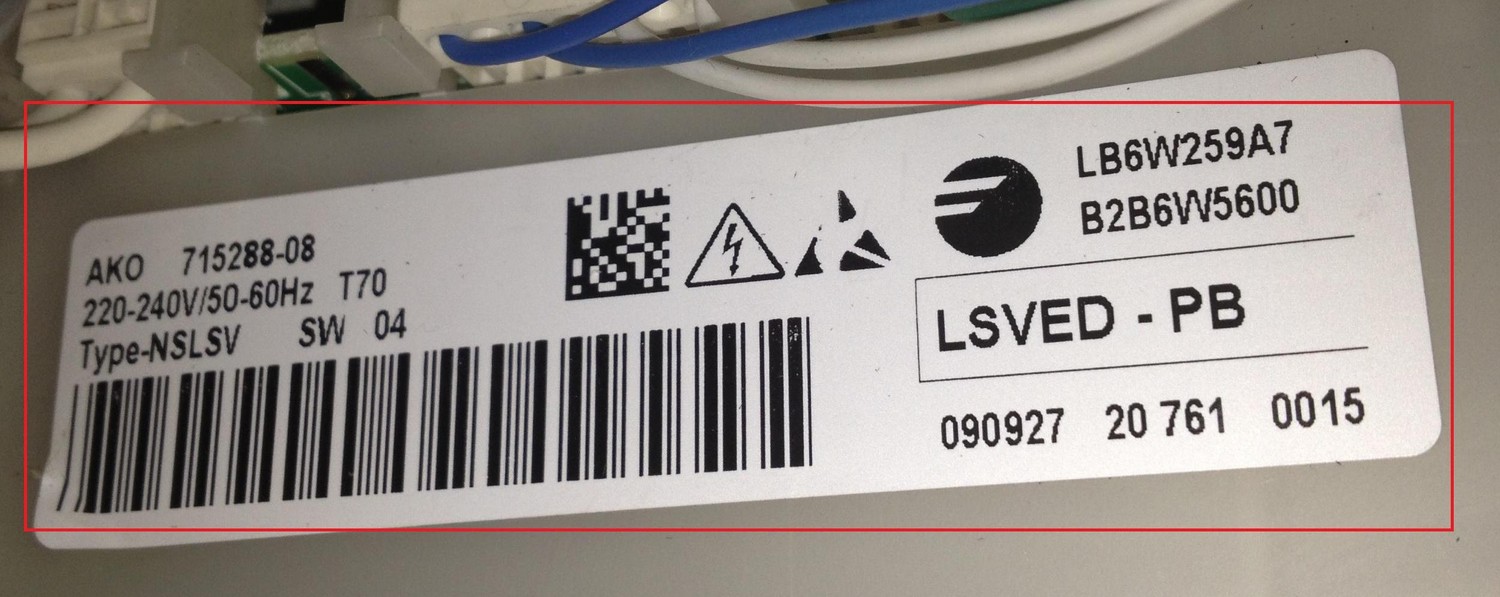 AKO 715288-08
220-240V/50-60Hz T70
Type-NSLSV SW 04
LB6W259A7
B2B6W5600
LSVED - PB
090927 20 761 0015